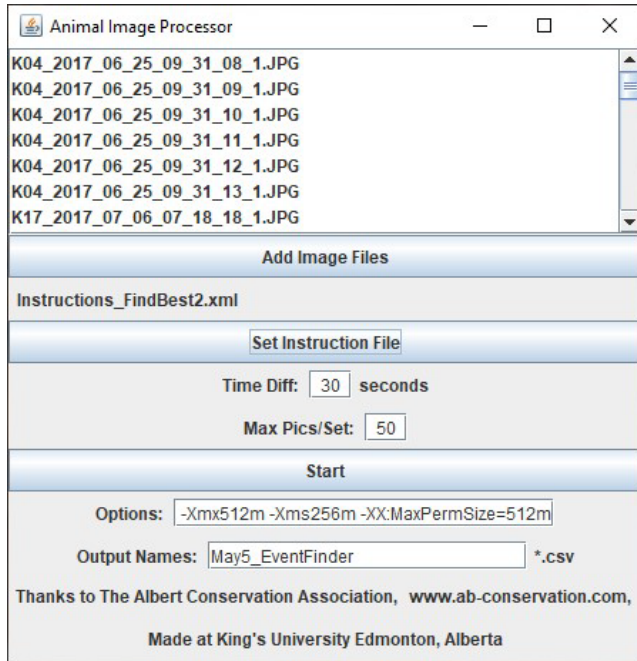 Animal Image Processor
K04_2017_06_25_09_31_08_1.JPG
K04_2017_06_25_09_31_09_1.JPG
K04_2017_06_25_09_31_10_1.JPG
K04_2017_06_25_09_31_11_1.JPG
K04_2017_06_25_09_31_12_1.JPG
K04_2017_06_25_09_31_13_1.JPG
K17_2017_07_06_07_18_18_1.JPG
Add Image Files
Instructions_FindBest2.xml
Set Instruction File
Time Diff: 30 seconds
Max Pics/Set: 50
Start
Options: -Xmx512m -Xms256m -XX:MaxPermSize=512m
Output Names: May5_EventFinder *.csv
Thanks to The Albert Conservation Association, www.ab-conservation.com,
Made at King's University Edmonton, Alberta